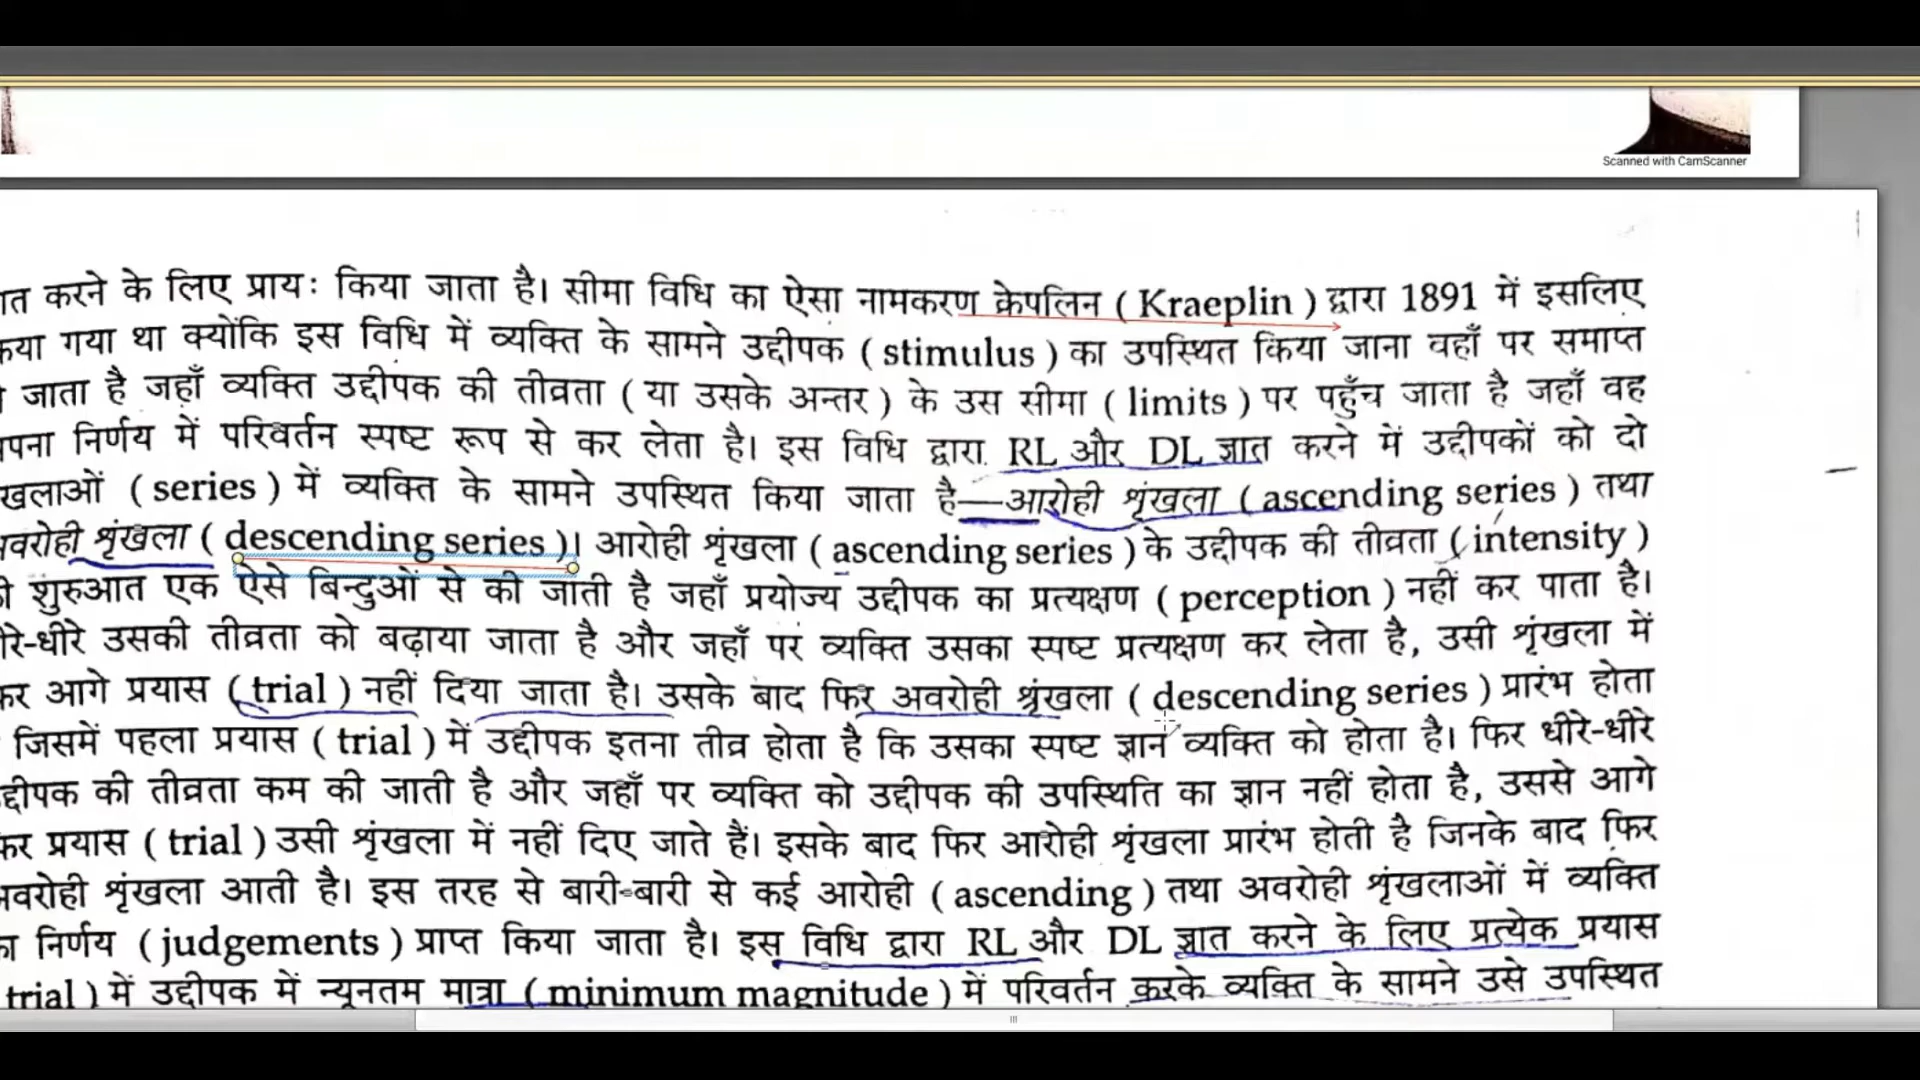 Scanned with CamScanner
करने के लिए प्रायः किया जाता है। सीमा विधि का ऐसा नामकरण क्रेपलिन ( Kraeplin ) द्वारा 1891 में इसलिए
गया था क्योंकि इस विधि में व्यक्ति के सामने उद्दीपक ( stimulus ) का उपस्थित किया जाना वहाँ पर समाप्त
जाता है जहाँ व्यक्ति उद्दीपक की तीव्रता ( या उसके अन्तर ) के उस सीमा ( limits ) पर पहुँच जाता है जहाँ वह
निर्णय में परिवर्तन स्पष्ट रूप से कर लेता है। इस विधि द्वारा RL और DL ज्ञात करने में उद्दीपकों को दो
( series ) में व्यक्ति के सामने उपस्थित किया जाता है—आरोही शृंखला ( ascending series ) तथा
शृंखला ( descending series )। आरोही शृंखला ( ascending series ) के उद्दीपक की तीव्रता ( intensity )
शुरुआत एक ऐसे बिन्दुओं से की जाती है जहाँ प्रयोज्य उद्दीपक का प्रत्यक्षण ( perception ) नहीं कर पाता है।
उसकी तीव्रता को बढ़ाया जाता है और जहाँ पर व्यक्ति उसका स्पष्ट प्रत्यक्षण कर लेता है, उसी शृंखला में
आगे प्रयास ( trial ) नहीं दिया जाता है। उसके बाद फिर अवरोही श्रृंखला ( descending series ) प्रारंभ होता
जिसमें पहला प्रयास ( trial ) में उद्दीपक इतना तीव्र होता है कि उसका स्पष्ट ज्ञान व्यक्ति को होता है। फिर धीरे-धीरे
की तीव्रता कम की जाती है और जहाँ पर व्यक्ति को उद्दीपक की उपस्थिति का ज्ञान नहीं होता है, उससे आगे
प्रयास ( trial ) उसी शृंखला में नहीं दिए जाते हैं। इसके बाद फिर आरोही शृंखला प्रारंभ होती है जिनके बाद फिर
शृंखला आती है। इस तरह से बारी-बारी से कई आरोही ( ascending ) तथा अवरोही शृंखलाओं में व्यक्ति
निर्णय ( judgements ) प्राप्त किया जाता है। इस विधि द्वारा RL और DL ज्ञात करने के लिए प्रत्येक प्रयास
trial ) में उद्दीपक में न्यूनतम मात्रा ( minimum magnitude ) में परिवर्तन करके व्यक्ति के सामने उसे उपस्थित